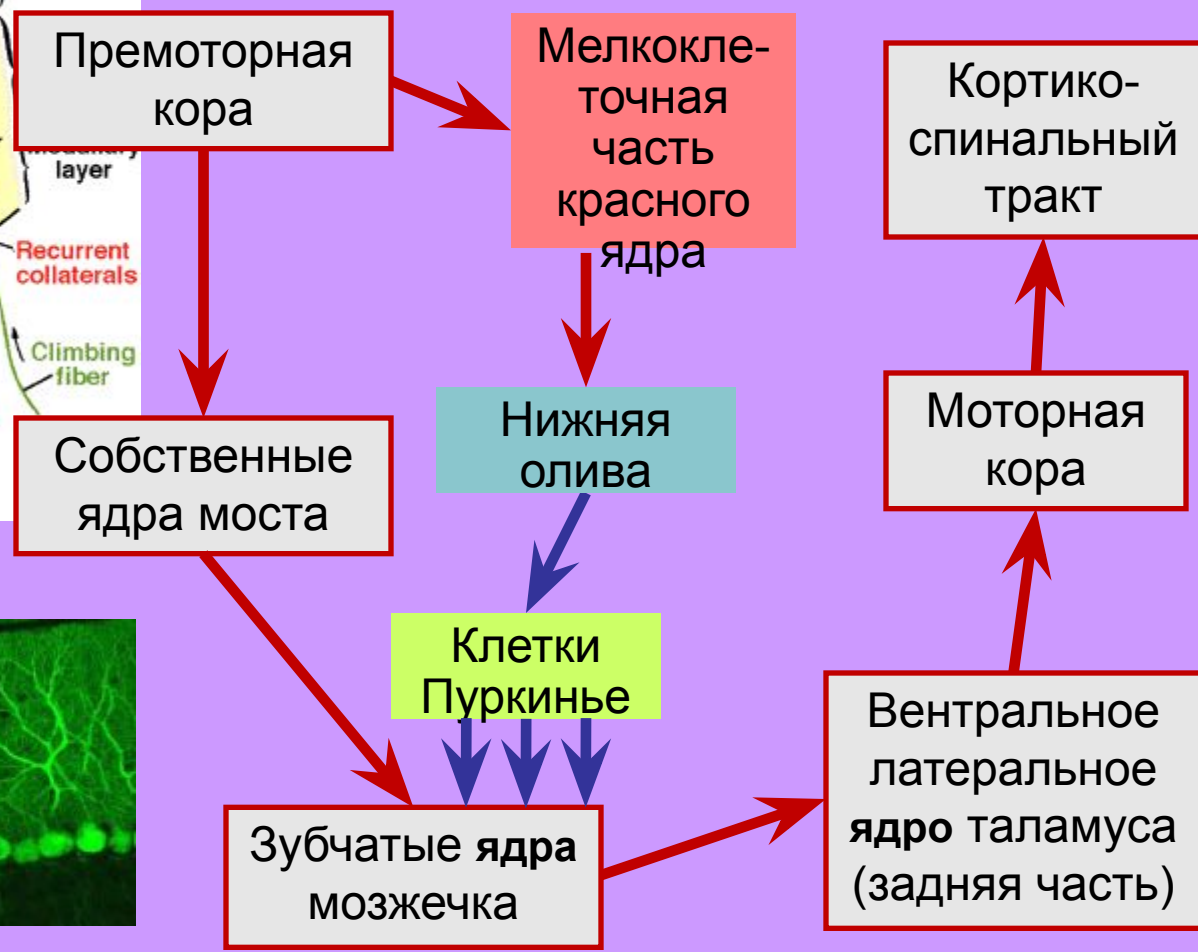 Премоторная
кора
Мелкокле-
точная
часть
красного
ядра
Кортико-
спинальный
тракт
layer
Recurrent
collaterals
Climbing
fiber
Нижняя
олива
Моторная
кора
Собственные
ядра моста
Клетки
Пуркинье
Вентральное
латеральное
ядро таламуса
(задняя часть)
Зубчатые ядра
мозжечка